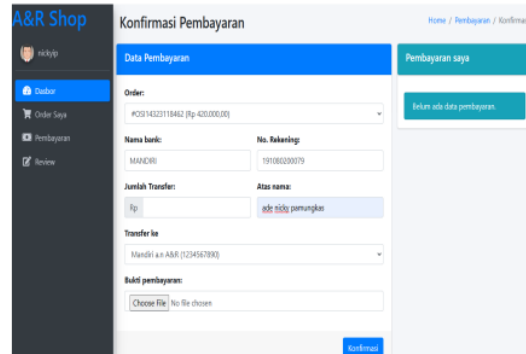 A&R Shop
Konfirmasi Pembayaran
Home / Pembayaran / Konfirmas
nickyip
Data Pembayaran
Pembayaran saya
Dasbor
Order:
Belum ada data pembayaran.
Order Saya
#OSI14323118462 (Rp 420.000,00)
Pembayaran
Nama bank:
No. Rekening:
Review
MANDIRI
191080200079
Jumlah Transfer:
Atas nama:
Rp
ade nicky pamungkas
Transfer ke
Mandiri a.n A&R (1234567890)
Bukti pembayaran:
Choose File No file chosen
Konfirmasi